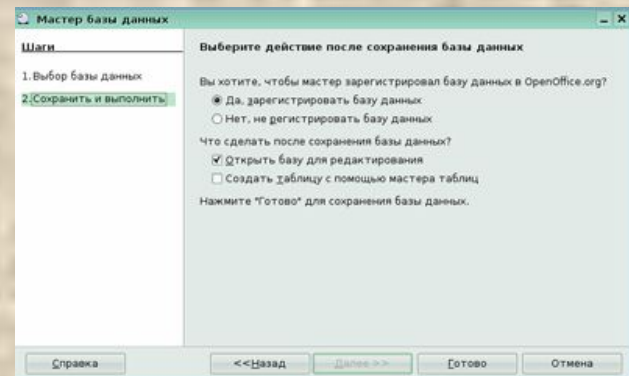 Мастер базы данных
Шаги
1.Выбор базы данных
2.Сохранить и выполнить
Выберите действие после сохранения базы данных
Вы хотите, чтобы мастер зарегистрировал базу данных в OpenOffice.org?
Да, зарегистрировать базу данных
Нет, не регистрировать базу данных
Что сделать после сохранения базы данных?
Открыть базу для редактирования
Создать таблицу с помощью мастера таблиц
Нажмите "Готово" для сохранения базы данных.
Справка
<<Назад
Далее >>
Готово
Отмена